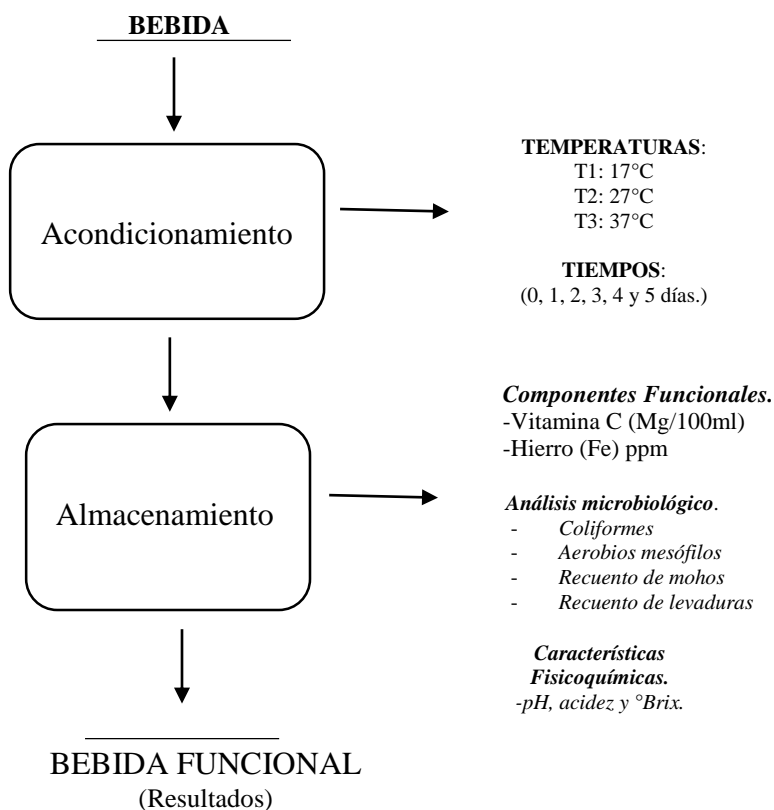 BEBIDA
Acondicionamiento
TEMPERATURAS:
T1: 17°C
T2: 27°C
T3: 37°C
TIEMPOS:
(0, 1, 2, 3, 4 y 5 días.)
Almacenamiento
Componentes Funcionales.
-Vitamina C (Mg/100ml)
-Hierro (Fe) ppm
Análisis microbiológico.
- Coliformes
- Aerobios mesófilos
- Recuento de mohos
- Recuento de levaduras
Características
Fisicoquímicas.
-pH, acidez y °Brix.
BEBIDA FUNCIONAL
(Resultados)